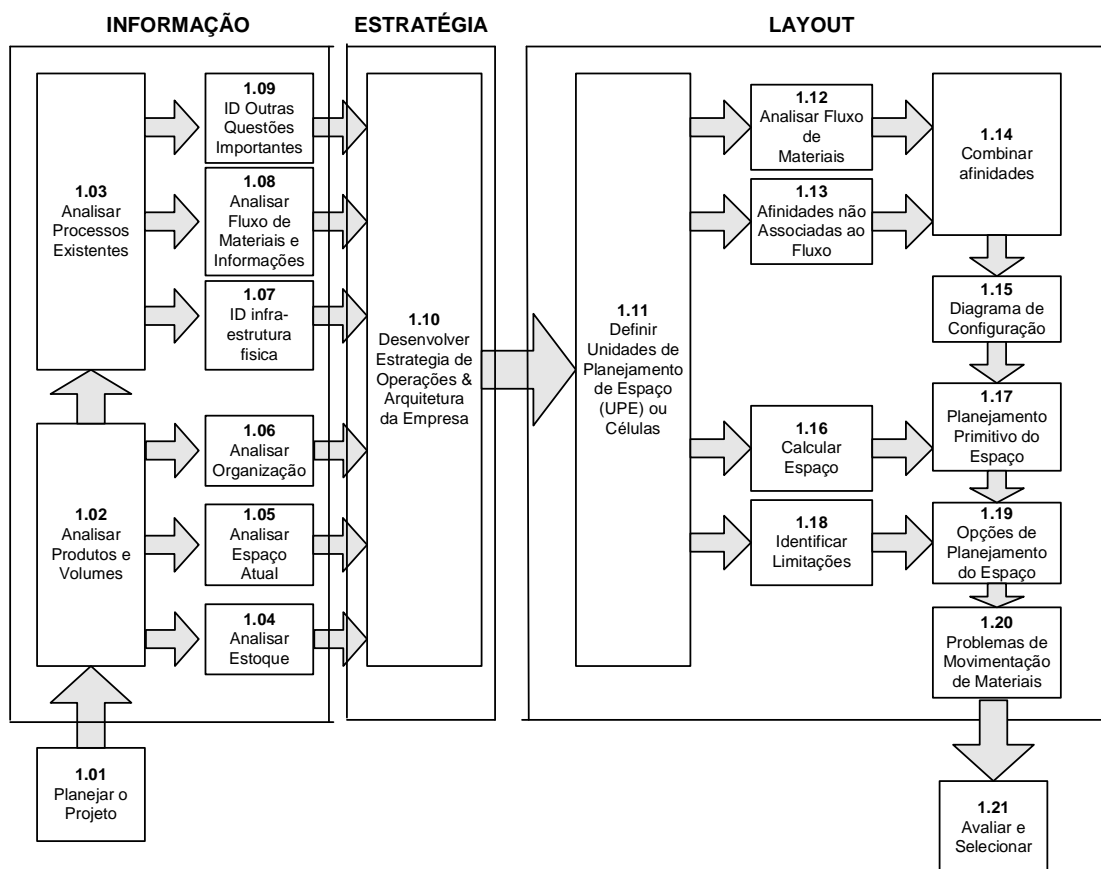 INFORMAÇÃO
ESTRATÉGIA
LAYOUT
1.09
ID Outras
Questões
Importantes
1.03
Analisar
Processos
Existentes
1.08
Analisar
Fluxo de
Materiais e
Informações
1.07
ID infra-
estrutura
fisica
1.02
Analisar
Produtos e
Volumes
1.06
Analisar
Organização
1.05
Analisar
Espaço
Atual
1.04
Analisar
Estoque
1.01
Planejar o
Projeto
1.10
Desenvolver
Estrategia de
Operações &
Arquitetura
da Empresa
1.11
Definir
Unidades de
Planejamento
de Espaço
(UPE) ou
Células
1.12
Analisar Fluxo
de
Materiais
1.13
Afinidades não
Associadas ao
Fluxo
1.14
Combinar
afinidades
1.15
Diagrama de
Configuração
1.16
Calcular
Espaço
1.17
Planejamento
Primitivo do
Espaço
1.18
Identificar
Limitações
1.19
Opções de
Planejamento
do Espaço
1.20
Problemas de
Movimentação
de Materiais
1.21
Avaliar e
Selecionar